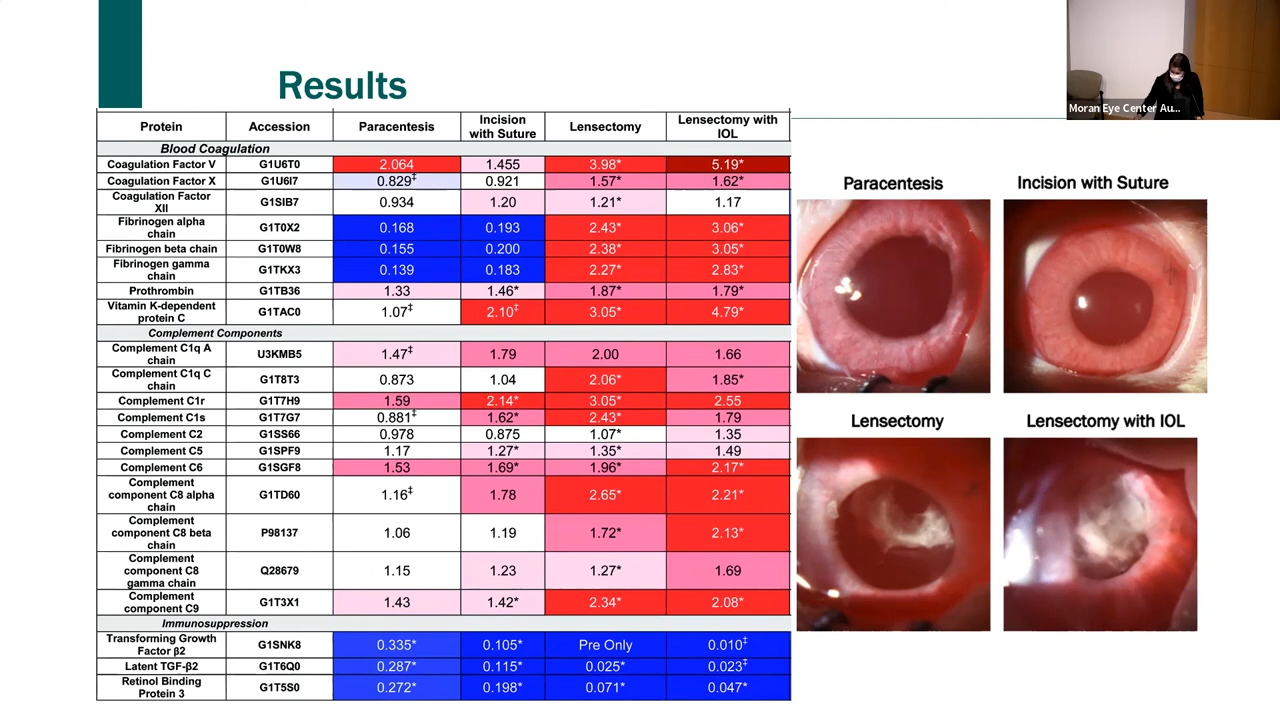 Results
Moran Eye Center Au...
Protein Accession Paracentesis Incision with Suture Lensectomy Lensectomy with IOL
Blood Coagulation
Coagulation Factor V G1U6T0 2.064 1.455 3.98* 5.19*
Coagulation Factor X G1U6I7 0.829‡ 0.921 1.57* 1.62*
Coagulation Factor XII G1SIB7 0.934 1.20 1.21* 1.17
Fibrinogen alpha chain G1T0X2 0.168 0.193 2.43* 3.06*
Fibrinogen beta chain G1T0W8 0.155 0.200 2.38* 3.05*
Fibrinogen gamma chain G1TKX3 0.139 0.183 2.27* 2.83*
Prothrombin G1TB36 1.33 1.46* 1.87* 1.79*
Vitamin K-dependent protein C G1TAC0 1.07‡ 2.10‡ 3.05* 4.79*
Complement Components
Complement C1q A chain U3KMB5 1.47‡ 1.79 2.00 1.66
Complement C1q C chain G1T8T3 0.873 1.04 2.06* 1.85*
Complement C1r G1T7H9 1.59 2.14* 3.05* 2.55
Complement C1s G1T7G7 0.881‡ 1.62* 2.43* 1.79
Complement C2 G1SS66 0.978 0.875 1.07* 1.35
Complement C5 G1SPF9 1.17 1.27* 1.35* 1.49
Complement C6 G1SGF8 1.53 1.69* 1.96* 2.17*
Complement component C8 alpha chain G1TD60 1.16‡ 1.78 2.65* 2.21*
Complement component C8 beta chain P98137 1.06 1.19 1.72* 2.13*
Complement component C8 gamma chain Q28679 1.15 1.23 1.27* 1.69
Complement component C9 G1T3X1 1.43 1.42* 2.34* 2.08*
Immunosuppression
Transforming Growth Factor β2 G1SNK8 0.335* 0.105* Pre Only 0.010‡
Latent TGF-β2 G1T6Q0 0.287* 0.115* 0.025* 0.023‡
Retinol Binding Protein 3 G1T5S0 0.272* 0.198* 0.071* 0.047*
Paracentesis Incision with Suture
Lensectomy Lensectomy with IOL